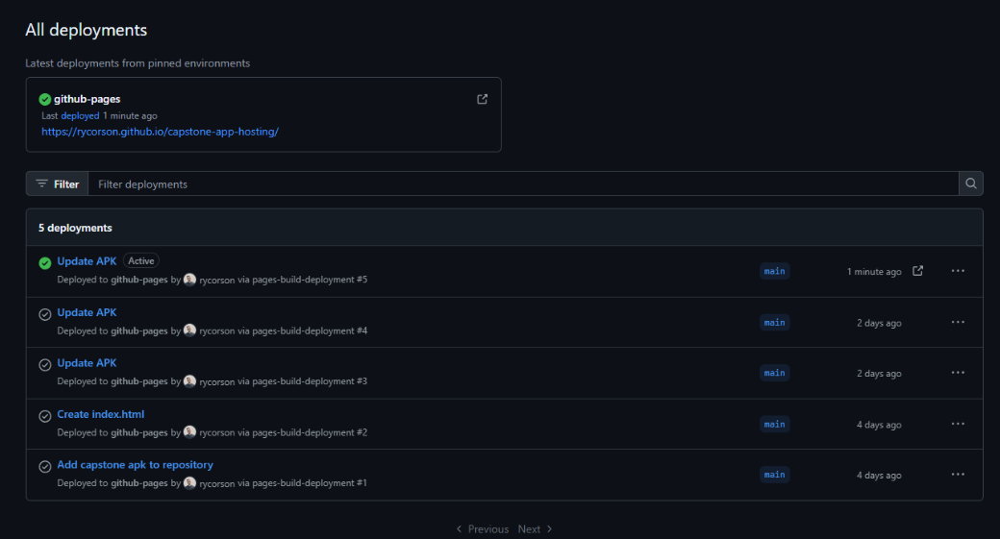 All deployments
Latest deployments from pinned environments
github-pages
Last deployed 1 minute ago
https://rycorson.github.io/capstone-app-hosting/
Filter Filter deployments
5 deployments
Update APK Active
Deployed to github-pages by rycorson via pages-build-deployment #5
main 1 minute ago
Update APK
Deployed to github-pages by rycorson via pages-build-deployment #4
main 2 days ago
Update APK
Deployed to github-pages by rycorson via pages-build-deployment #3
main 2 days ago
Create index.html
Deployed to github-pages by rycorson via pages-build-deployment #2
main 4 days ago
Add capstone apk to repository
Deployed to github-pages by rycorson via pages-build-deployment #1
main 4 days ago
Previous Next